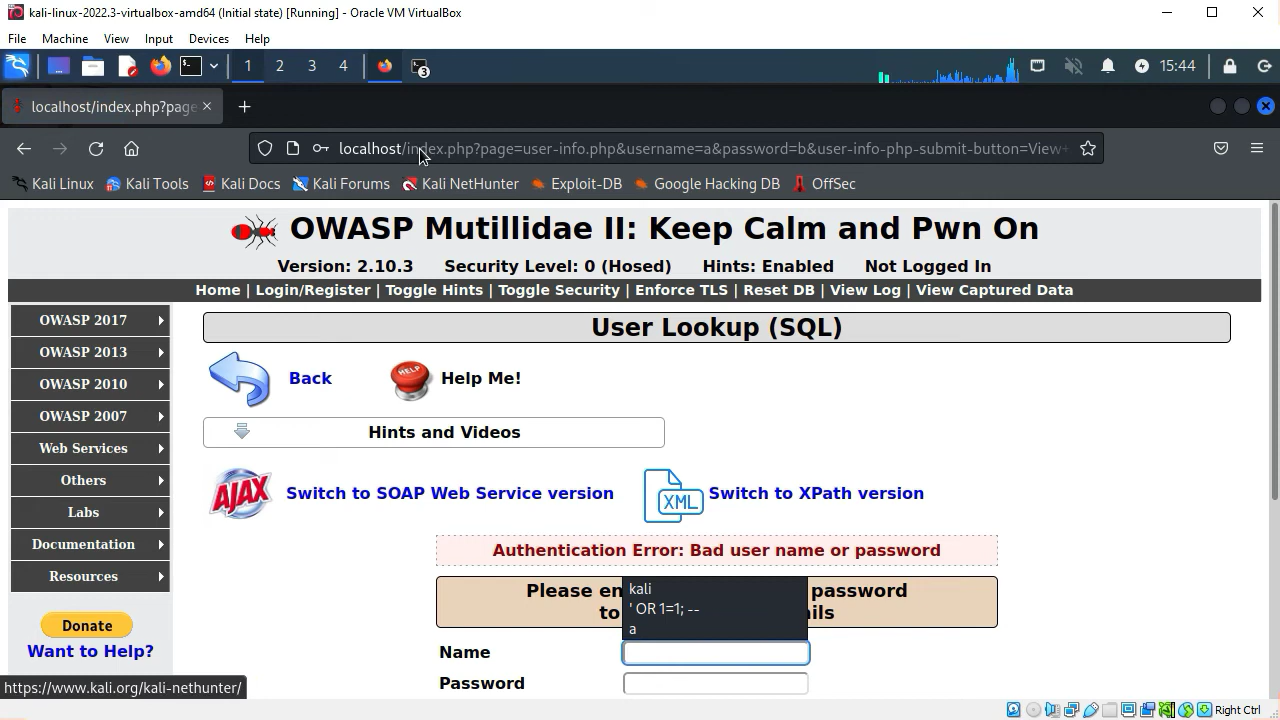 kali-linux-2022.3-virtualbox-amd64 (Initial state) [Running] - Oracle VM VirtualBox
File Machine View Input Devices Help
1 2 3 4 3 15:44
localhost/index.php?page
localhost/index.php?page=user-info.php&username=a&password=b&user-info-php-submit-button=View+
Kali Linux Kali Tools Kali Docs Kali Forums Kali NetHunter Exploit-DB Google Hacking DB OffSec
OWASP Mutillidae II: Keep Calm and Pwn On
Version: 2.10.3 Security Level: 0 (Hosed) Hints: Enabled Not Logged In
Home | Login/Register | Toggle Hints | Toggle Security | Enforce TLS | Reset DB | View Log | View Captured Data
OWASP 2017
OWASP 2013
OWASP 2010
OWASP 2007
Web Services
Others
Labs
Documentation
Resources
Donate
Want to Help?
User Lookup (SQL)
Back HELP Help Me!
Hints and Videos
AJAX Switch to SOAP Web Service version XML Switch to XPath version
Authentication Error: Bad user name or password
Please en password
to ils
kali
' OR 1=1; --
a
Name
Password
https://www.kali.org/kali-nethunter/
Right Ctrl